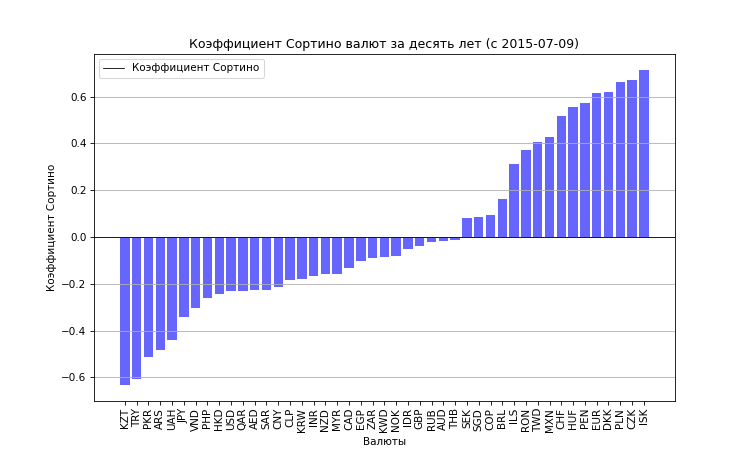 Коэффициент Сортино валют за десять лет (с 2015-07-09)
Коэффициент Сортино
Коэффициент Сортино
0.6
0.4
0.2
0.0
−0.2
−0.4
−0.6
KZT
TRY
PKR
ARS
UAH
JPY
VND
PHP
HKD
USD
QAR
AED
SAR
CNY
CLP
KRW
INR
NZD
MYR
CAD
EGP
ZAR
KWD
NOK
IDR
GBP
RUB
AUD
THB
SEK
SGD
COP
BRL
ILS
RON
TWD
MXN
CHF
HUF
PEN
EUR
DKK
PLN
CZK
ISK
Валюты